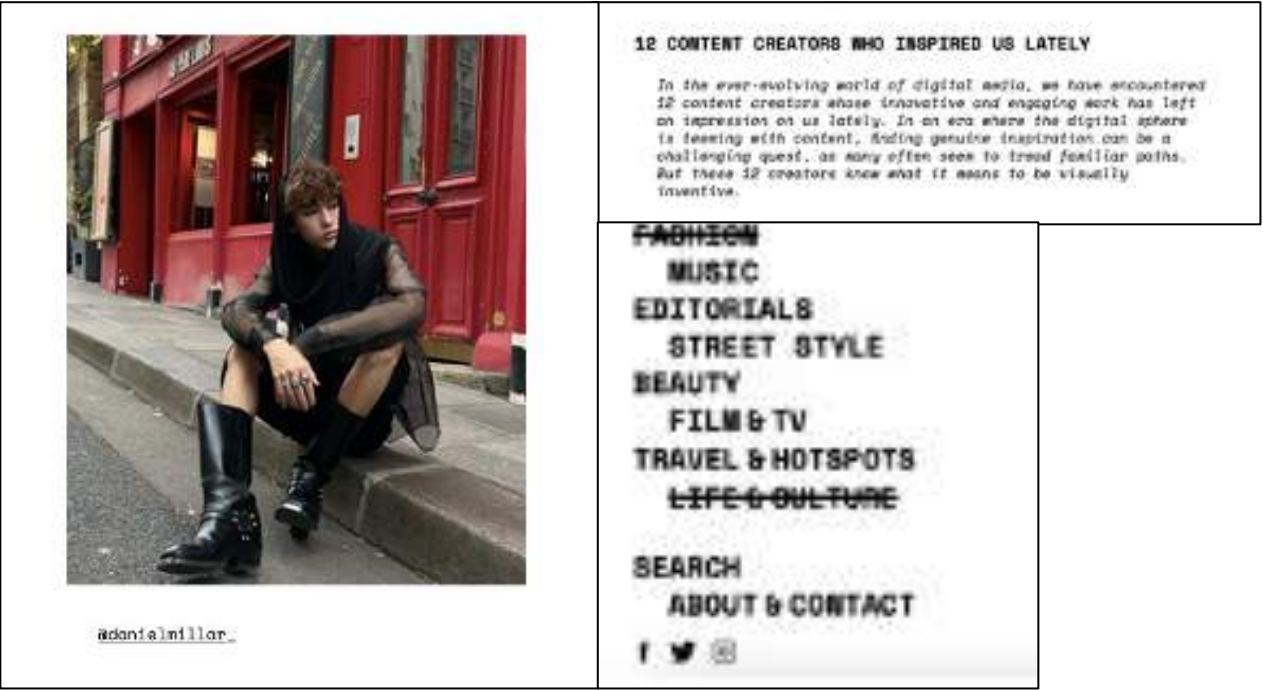 @danielmillar_
12 CONTENT CREATORS WHO INSPIRED US LATELY
In the ever-evolving world of digital media, we have encountered
12 content creators whose innovative and engaging work has left
an impression on us lately. In an era where the digital sphere
is teeming with content, finding genuine inspiration can be a
challenging quest, as many often seem to tread familiar paths.
But these 12 creators know what it means to be visually
inventive.
FASHION
MUSIC
EDITORIALS
STREET STYLE
BEAUTY
FILM & TV
TRAVEL & HOTSPOTS
LIFE & CULTURE
SEARCH
ABOUT & CONTACT
f